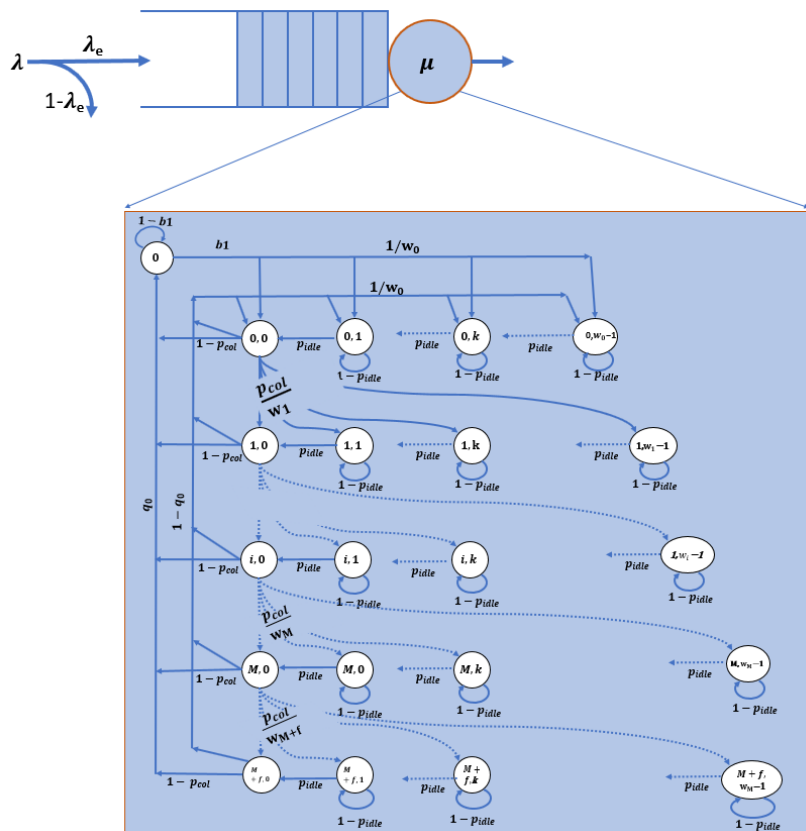 λ
λe
1-λe
μ
1 − b1
0
b1
1/w0
1/w0
0, 0
0, 1
0, k
0,w0−1
1 − pcol
pidle
pidle
pidle
1 − pidle
1 − pidle
1 − pidle
pcol
w1
1, 0
1, 1
1, k
1,w1−1
1 − pcol
pidle
pidle
pidle
1 − pidle
1 − pidle
1 − pidle
q0
1 − q0
i, 0
i, 1
i, k
1,wi−1
1 − pcol
pidle
pidle
pidle
1 − pidle
1 − pidle
1 − pidle
pcol
wM
M, 0
M, 0
M, k
M,wM−1
1 − pcol
pidle
pidle
pidle
1 − pidle
1 − pidle
1 − pidle
pcol
wM+f
M
+ f, 0
M
+ f, 1
M +
f, k
M + f,
wM−1
1 − pcol
pidle
pidle
pidle
1 − pidle
1 − pidle
1 − pidle